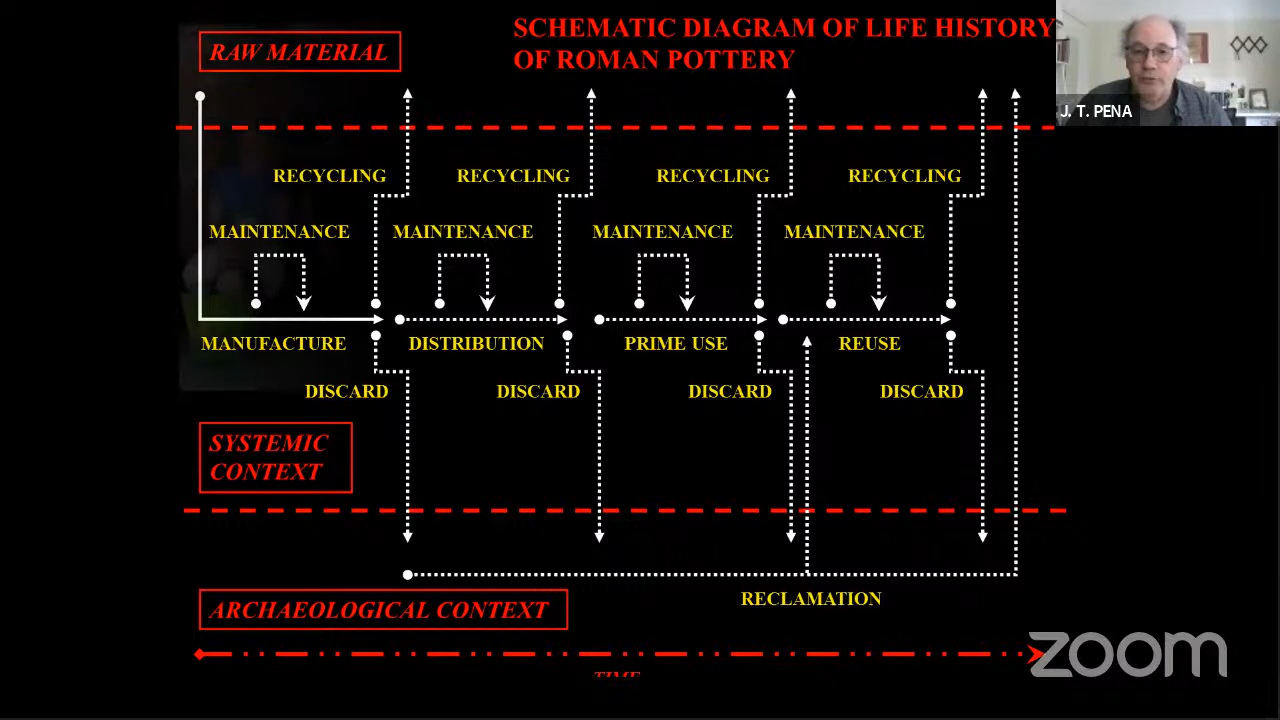 SCHEMATIC DIAGRAM OF LIFE HISTORY
OF ROMAN POTTERY
RAW MATERIAL
J. T. PENA
RECYCLING RECYCLING RECYCLING RECYCLING
MAINTENANCE MAINTENANCE MAINTENANCE MAINTENANCE
MANUFACTURE DISTRIBUTION PRIME USE REUSE
DISCARD DISCARD DISCARD DISCARD
SYSTEMIC
CONTEXT
RECLAMATION
ARCHAEOLOGICAL CONTEXT
TIME
zoom